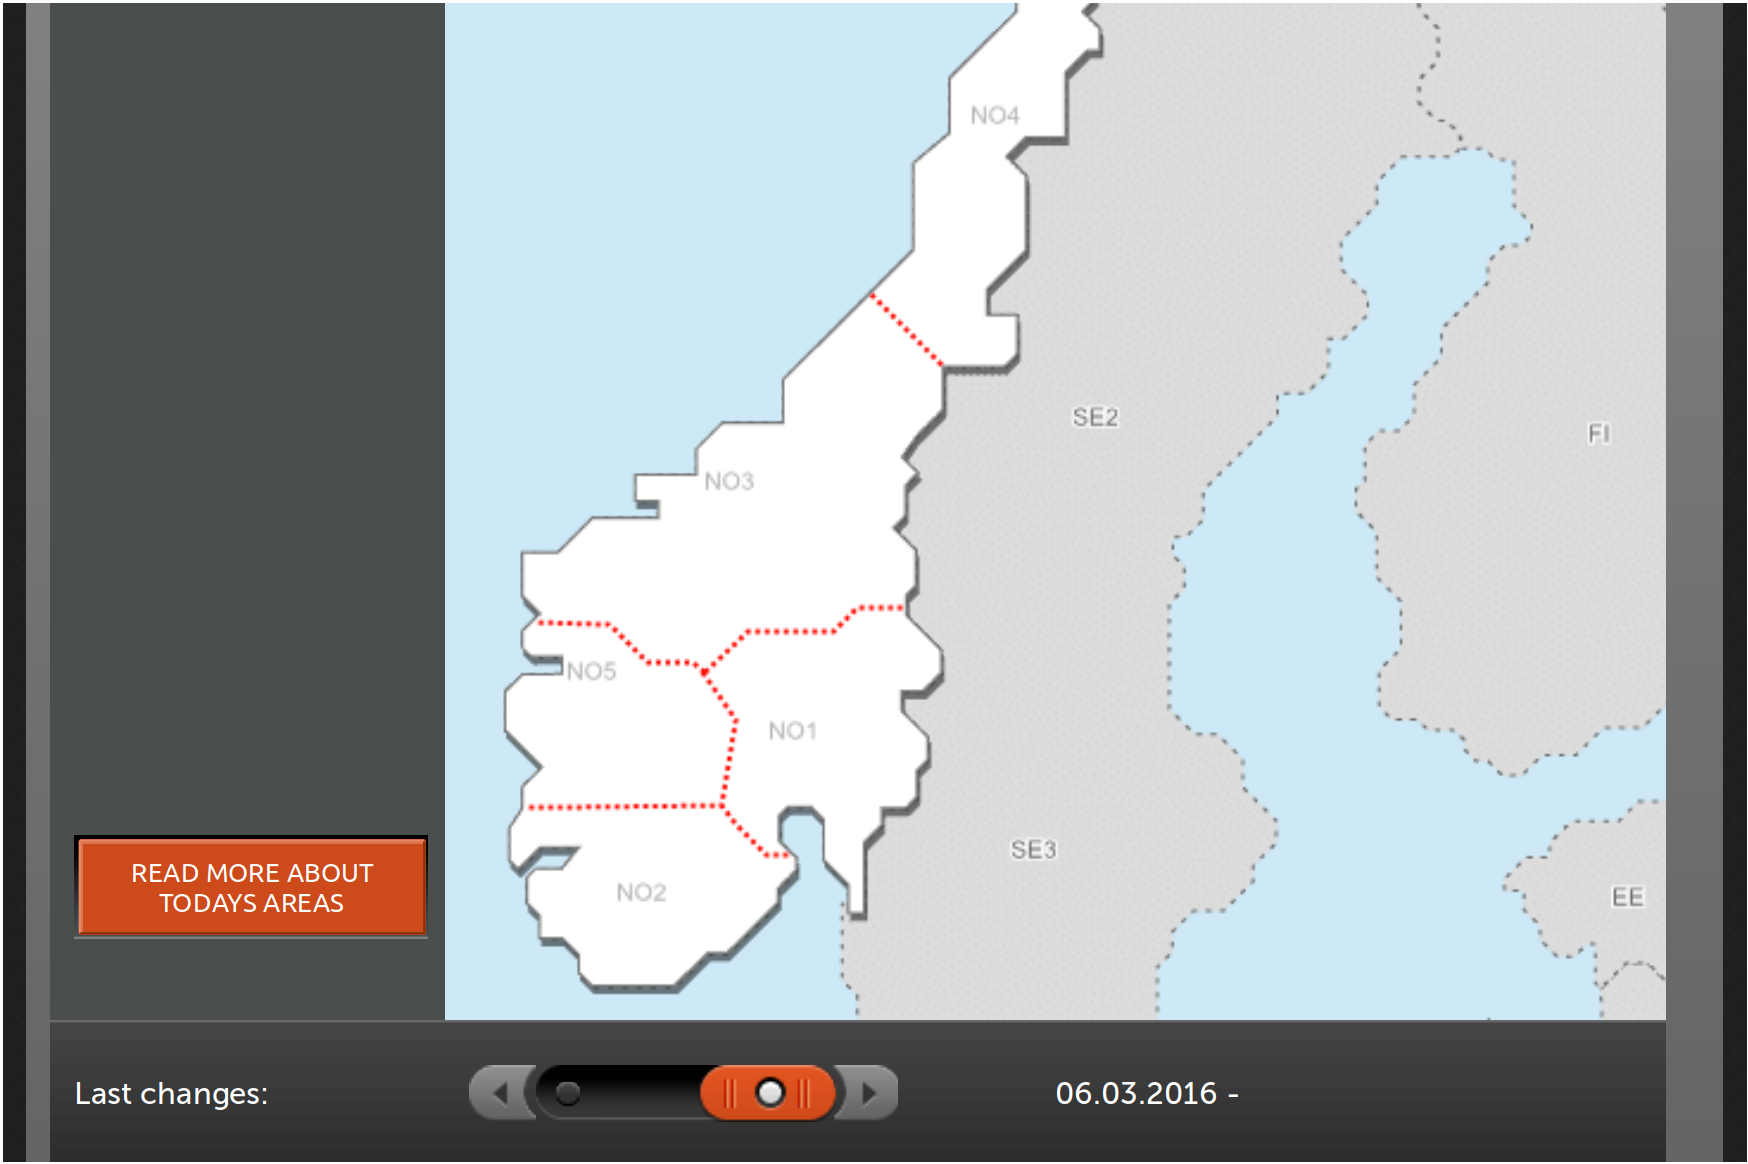 NO4
SE2
FI
NO3
NO5
NO1
SE3
READ MORE ABOUT
TODAYS AREAS
NO2
EE
Last changes:
06.03.2016 -